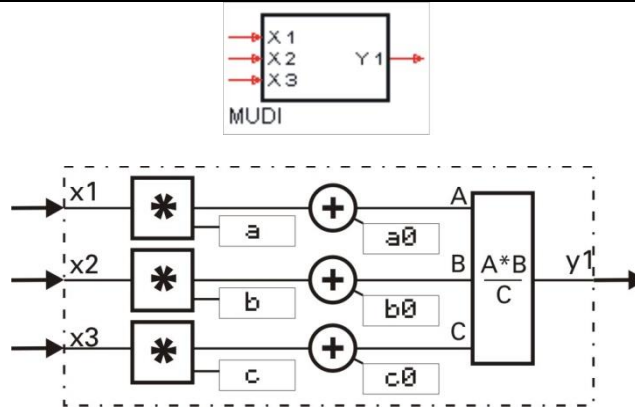 X1
X2 Y1
X3
MUDI
x1 * + A
a a0
x2 * + B A*B y1
b b0 C
x3 * + C
c c0